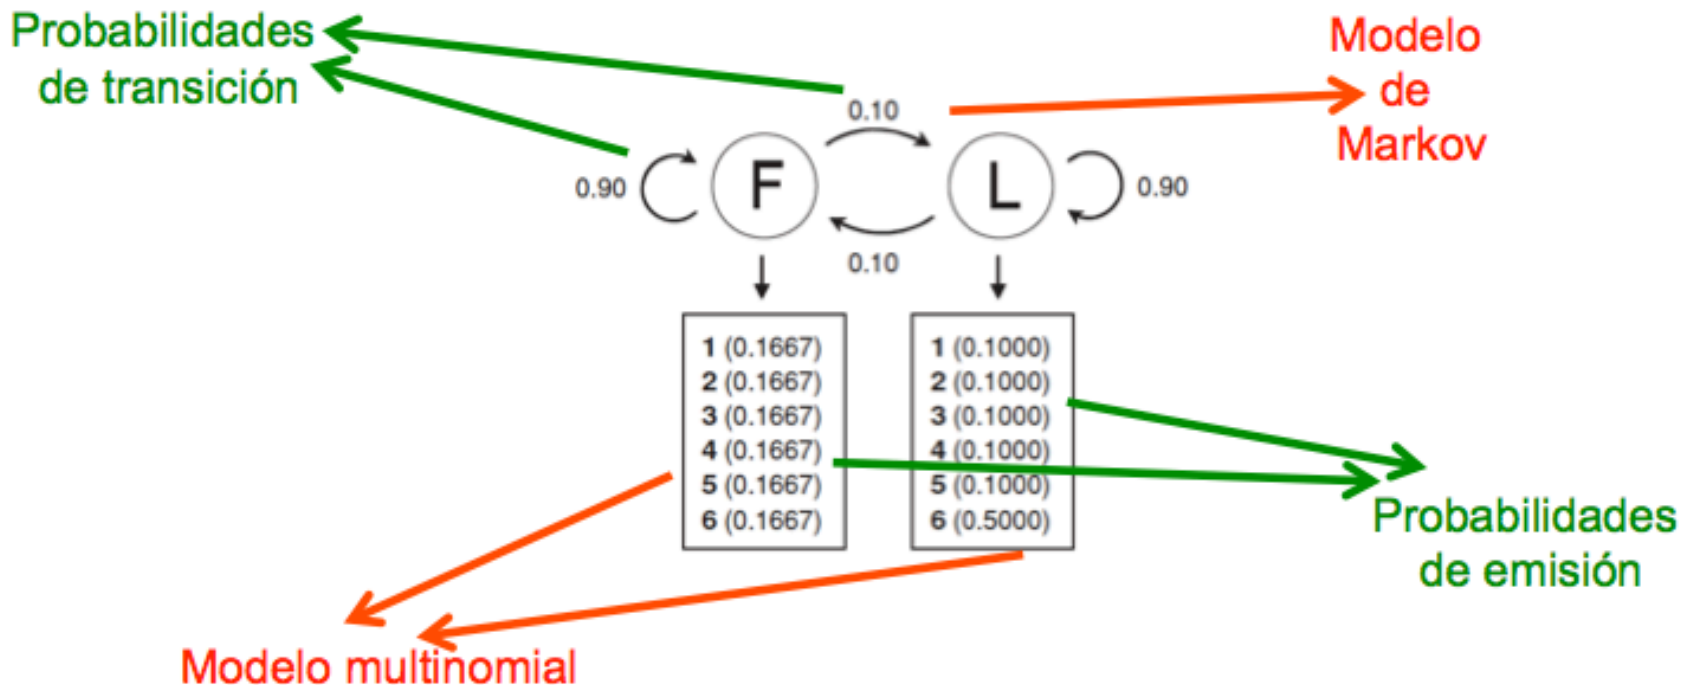 Probabilidades
de transición
Modelo
de
Markov
0.10
0.90
F
L
0.90
0.10
1 (0.1667)
2 (0.1667)
3 (0.1667)
4 (0.1667)
5 (0.1667)
6 (0.1667)
1 (0.1000)
2 (0.1000)
3 (0.1000)
4 (0.1000)
5 (0.1000)
6 (0.5000)
Probabilidades
de emisión
Modelo multinomial